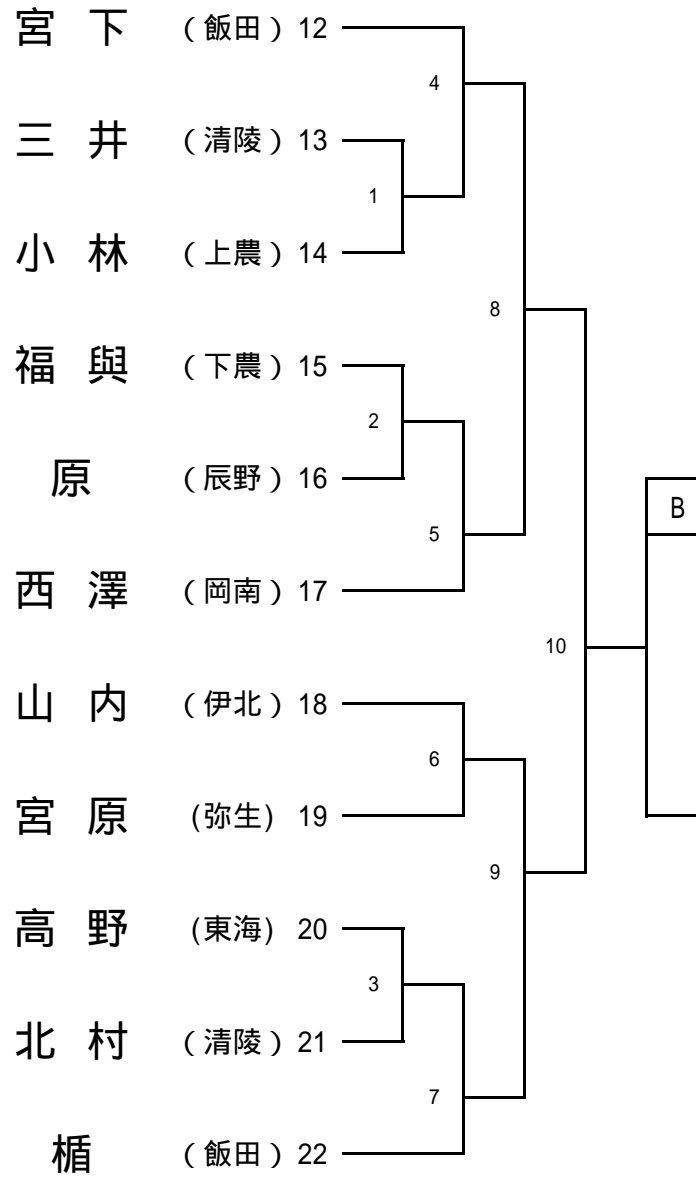 宮 下 （飯田）12
4
三 井 （清陵）13
1
小 林 （上農）14
8
福 與 （下農）15
2
原 （辰野）16
B
5
西 澤 （岡南）17
10
山 内 （伊北）18
6
宮 原 (弥生) 19
9
高 野 (東海) 20
3
北 村 （清陵）21
7
楯 （飯田）22